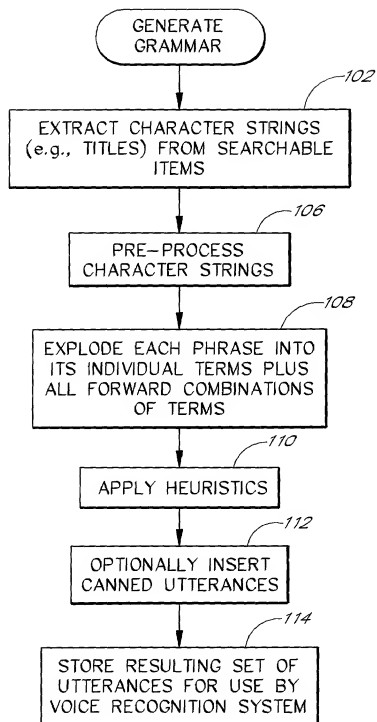 GENERATE
GRAMMAR
102
EXTRACT CHARACTER STRINGS
(e.g., TITLES) FROM SEARCHABLE
ITEMS
106
PRE-PROCESS
CHARACTER STRINGS
108
EXPLODE EACH PHRASE INTO
ITS INDIVIDUAL TERMS PLUS
ALL FORWARD COMBINATIONS
OF TERMS
110
APPLY HEURISTICS
112
OPTIONALLY INSERT
CANNED UTTERANCES
114
STORE RESULTING SET OF
UTTERANCES FOR USE BY
VOICE RECOGNITION SYSTEM